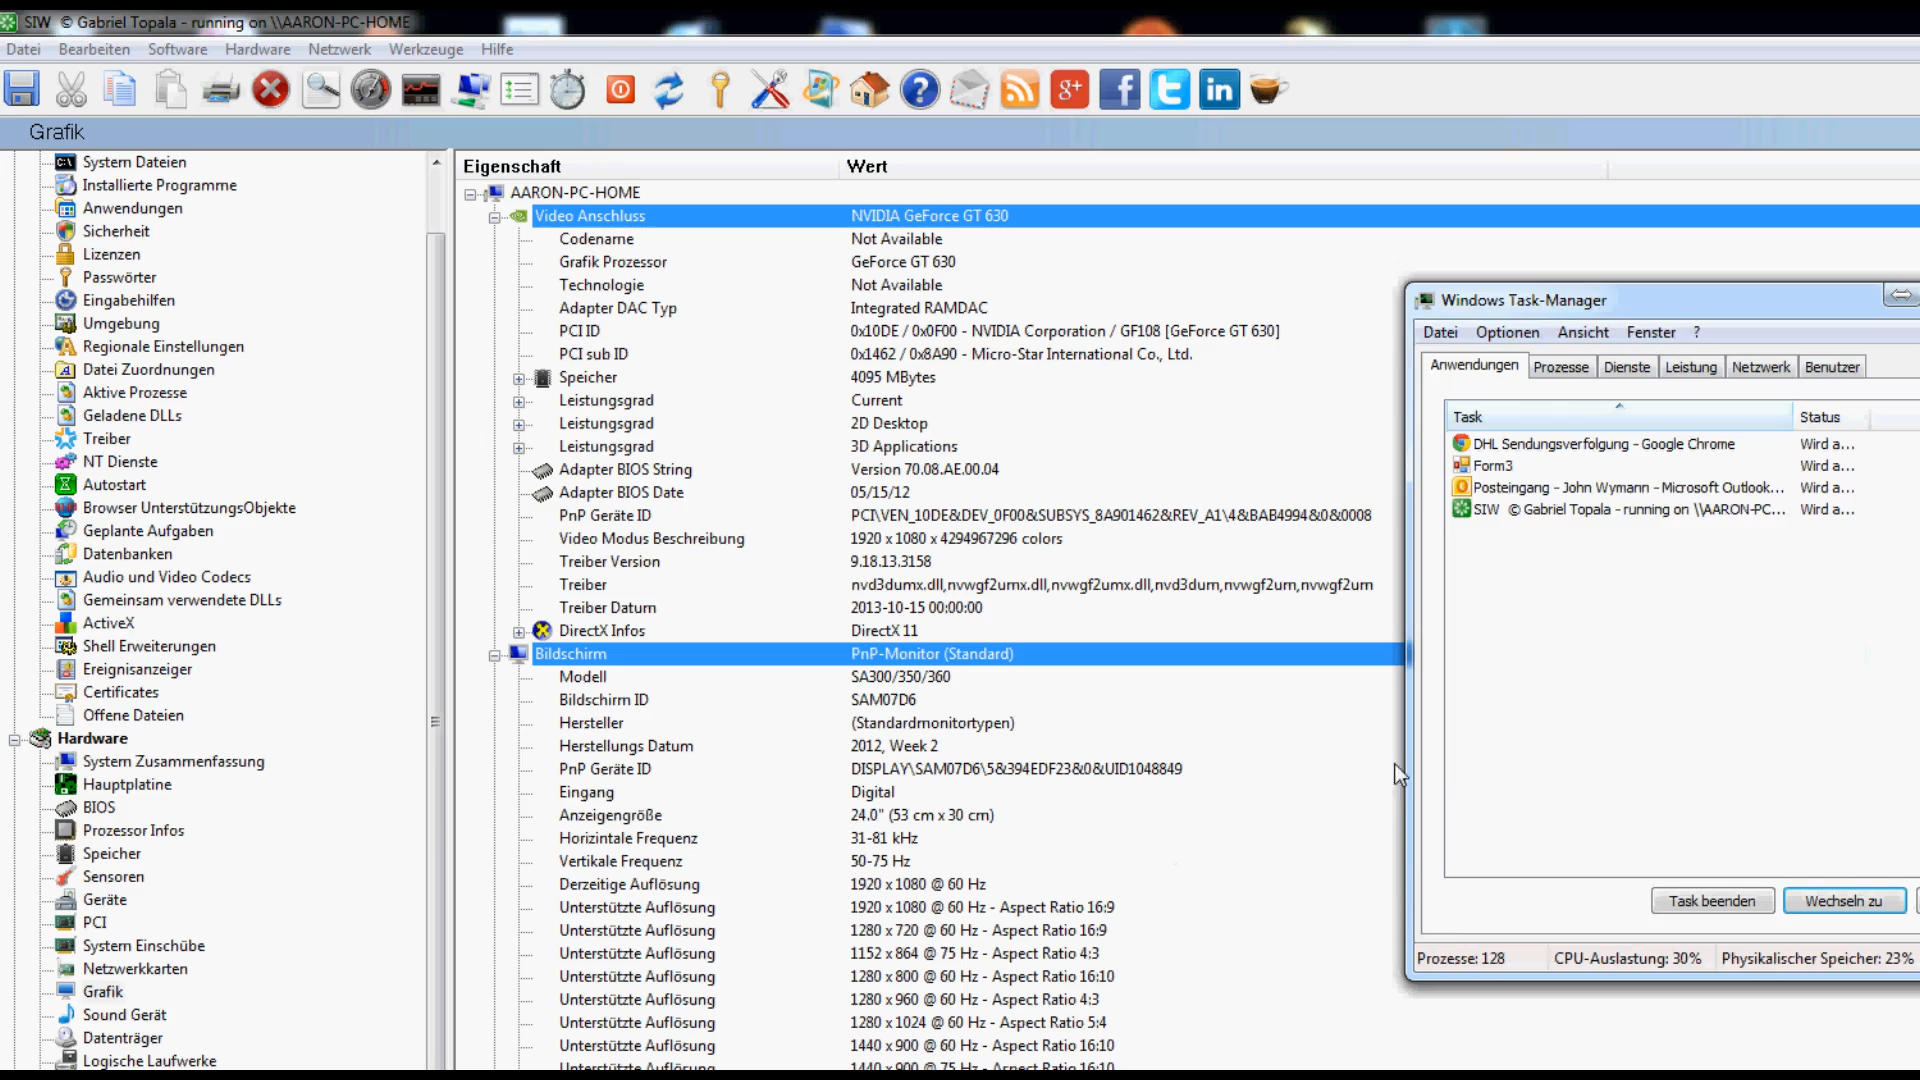 SIW © Gabriel Topala - running on \\AARON-PC-HOME
Datei Bearbeiten Software Hardware Netzwerk Werkzeuge Hilfe
Grafik
System Dateien
Installierte Programme
Anwendungen
Sicherheit
Lizenzen
Passwörter
Eingabehilfen
Umgebung
Regionale Einstellungen
Datei Zuordnungen
Aktive Prozesse
Geladene DLLs
Treiber
NT Dienste
Autostart
Browser UnterstützungsObjekte
Geplante Aufgaben
Datenbanken
Audio und Video Codecs
Gemeinsam verwendete DLLs
ActiveX
Shell Erweiterungen
Ereignisanzeiger
Certificates
Offene Dateien
Hardware
System Zusammenfassung
Hauptplatine
BIOS
Prozessor Infos
Speicher
Sensoren
Geräte
PCI
System Einschübe
Netzwerkkarten
Grafik
Sound Gerät
Datenträger
Logische Laufwerke
Eigenschaft Wert
AARON-PC-HOME
Video Anschluss NVIDIA GeForce GT 630
Codename Not Available
Grafik Prozessor GeForce GT 630
Technologie Not Available
Adapter DAC Typ Integrated RAMDAC
PCI ID 0x10DE / 0x0F00 - NVIDIA Corporation / GF108 [GeForce GT 630]
PCI sub ID 0x1462 / 0x8A90 - Micro-Star International Co., Ltd.
Speicher 4095 MBytes
Leistungsgrad Current
Leistungsgrad 2D Desktop
Leistungsgrad 3D Applications
Adapter BIOS String Version 70.08.AE.00.04
Adapter BIOS Date 05/15/12
PnP Geräte ID PCI\VEN_10DE&DEV_0F00&SUBSYS_8A901462&REV_A1\4&BAB4994&0&0008
Video Modus Beschreibung 1920 x 1080 x 4294967296 colors
Treiber Version 9.18.13.3158
Treiber nvd3dumx.dll,nvwgf2umx.dll,nvwgf2umx.dll,nvd3dum,nvwgf2um,nvwgf2um
Treiber Datum 2013-10-15 00:00:00
DirectX Infos DirectX 11
Bildschirm PnP-Monitor (Standard)
Modell SA300/350/360
Bildschirm ID SAM07D6
Hersteller (Standardmonitortypen)
Herstellungs Datum 2012, Week 2
PnP Geräte ID DISPLAY\SAM07D6\5&394EDF23&0&UID1048849
Eingang Digital
Anzeigengröße 24.0" (53 cm x 30 cm)
Horizintale Frequenz 31-81 kHz
Vertikale Frequenz 50-75 Hz
Derzeitige Auflösung 1920 x 1080 @ 60 Hz
Unterstützte Auflösung 1920 x 1080 @ 60 Hz - Aspect Ratio 16:9
Unterstützte Auflösung 1280 x 720 @ 60 Hz - Aspect Ratio 16:9
Unterstützte Auflösung 1152 x 864 @ 75 Hz - Aspect Ratio 4:3
Unterstützte Auflösung 1280 x 800 @ 60 Hz - Aspect Ratio 16:10
Unterstützte Auflösung 1280 x 960 @ 60 Hz - Aspect Ratio 4:3
Unterstützte Auflösung 1280 x 1024 @ 60 Hz - Aspect Ratio 5:4
Unterstützte Auflösung 1440 x 900 @ 60 Hz - Aspect Ratio 16:10
Unterstützte Auflösung 1440 x 900 @ 75 Hz - Aspect Ratio 16:10
Windows Task-Manager
Datei Optionen Ansicht Fenster ?
Anwendungen Prozesse Dienste Leistung Netzwerk Benutzer
Task Status
DHL Sendungsverfolgung - Google Chrome Wird a...
Form3 Wird a...
Posteingang - John Wymann - Microsoft Outlook... Wird a...
SIW © Gabriel Topala - running on \\AARON-PC... Wird a...
Task beenden Wechseln zu
Prozesse: 128 CPU-Auslastung: 30% Physikalischer Speicher: 23%